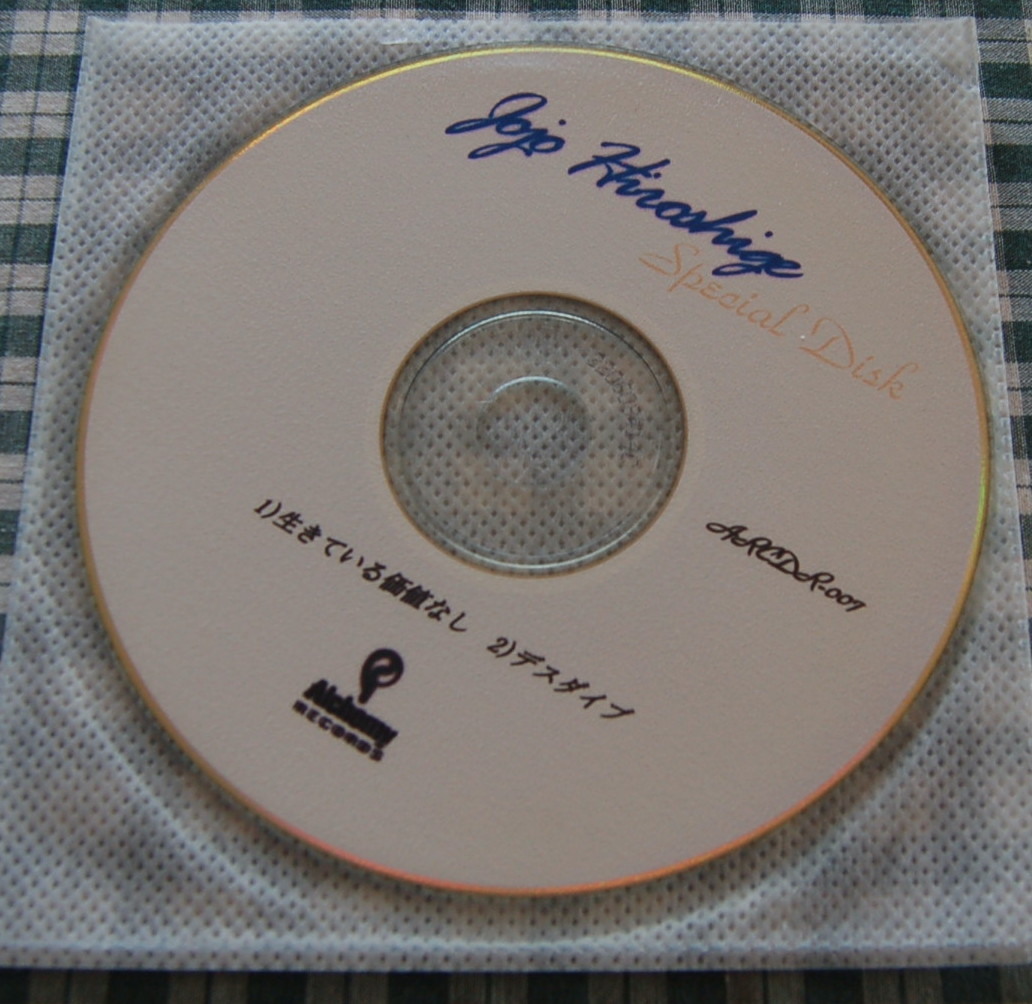 Jojo Hiroshige
Special Disk
ARCDR-007
1)生きている価値なし 2)デスダイブ
Alchemy
RECORDS